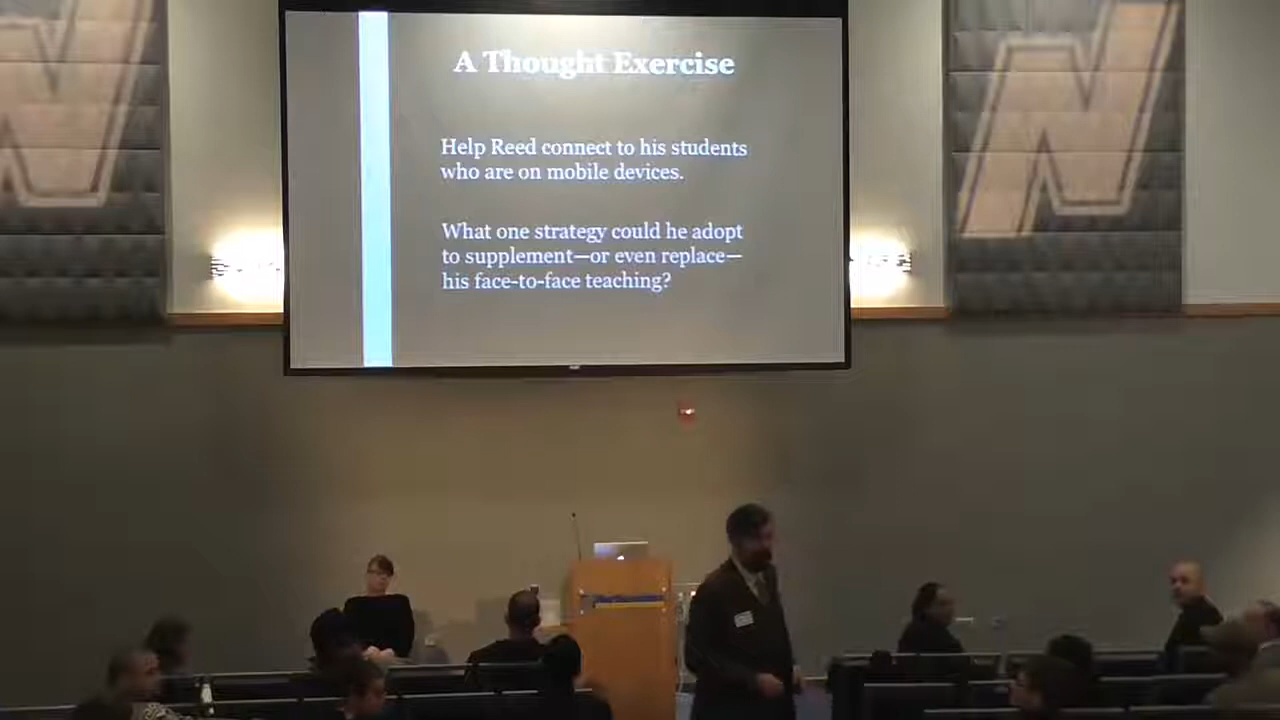 A Thought Exercise
Help Reed connect to his students
who are on mobile devices.
What one strategy could he adopt
to supplement—or even replace—
his face-to-face teaching?
N
N